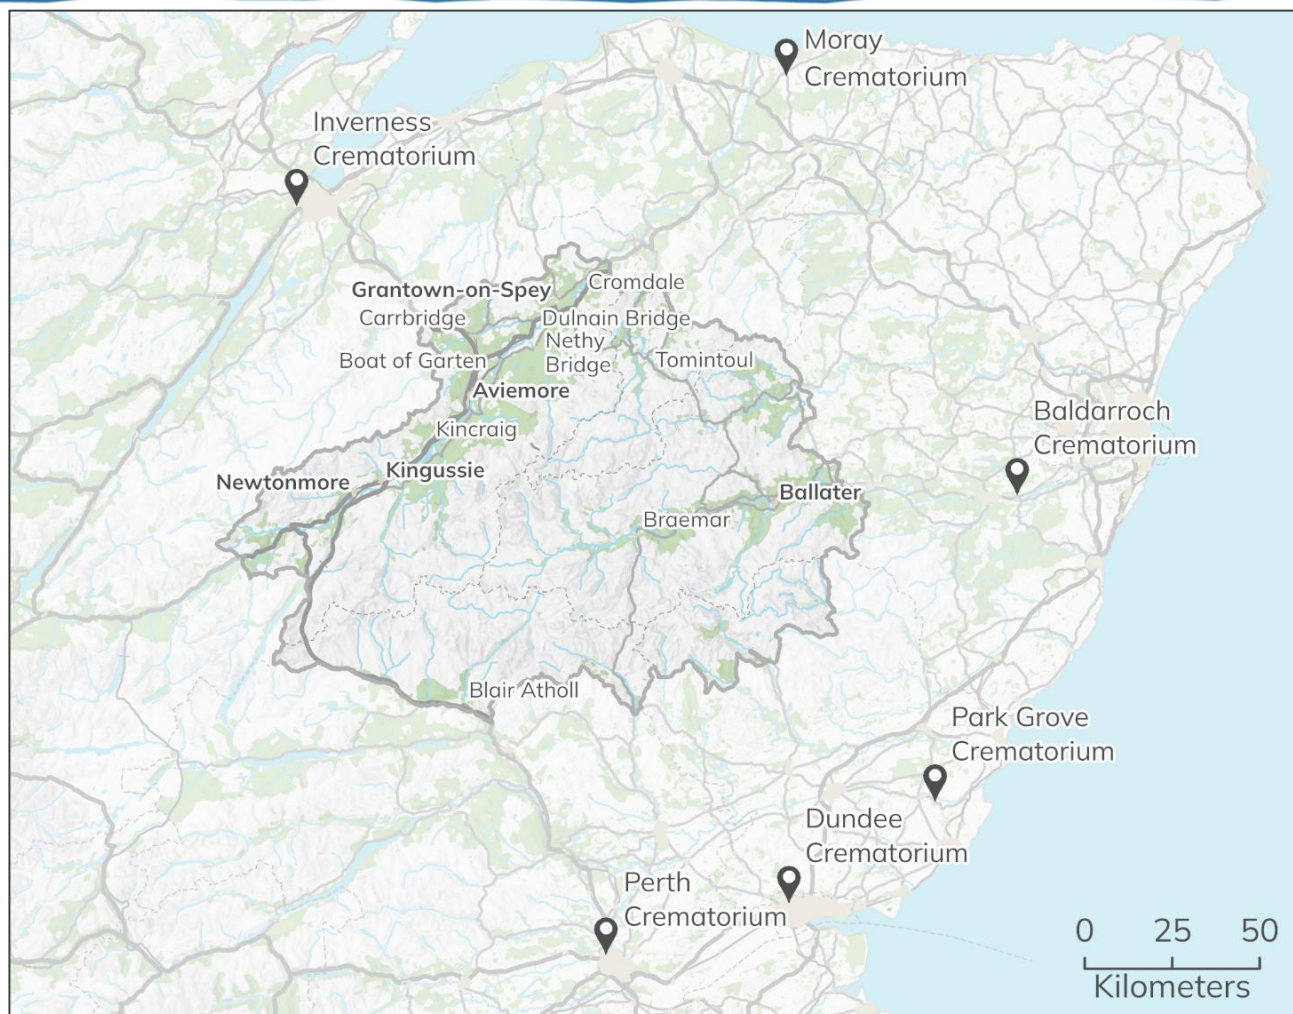 Moray
Crematorium
Inverness
Crematorium
Cromdale
Grantown-on-Spey
Carrbridge
Dulnain Bridge
Nethy
Bridge
Boat of Garten
Tomintoul
Aviemore
Baldarroch
Crematorium
Kincraig
Kingussie
Newtonmore
Ballater
Braemar
Blair Atholl
Park Grove
Crematorium
Dundee
Crematorium
Perth
Crematorium
0 25 50
Kilometers